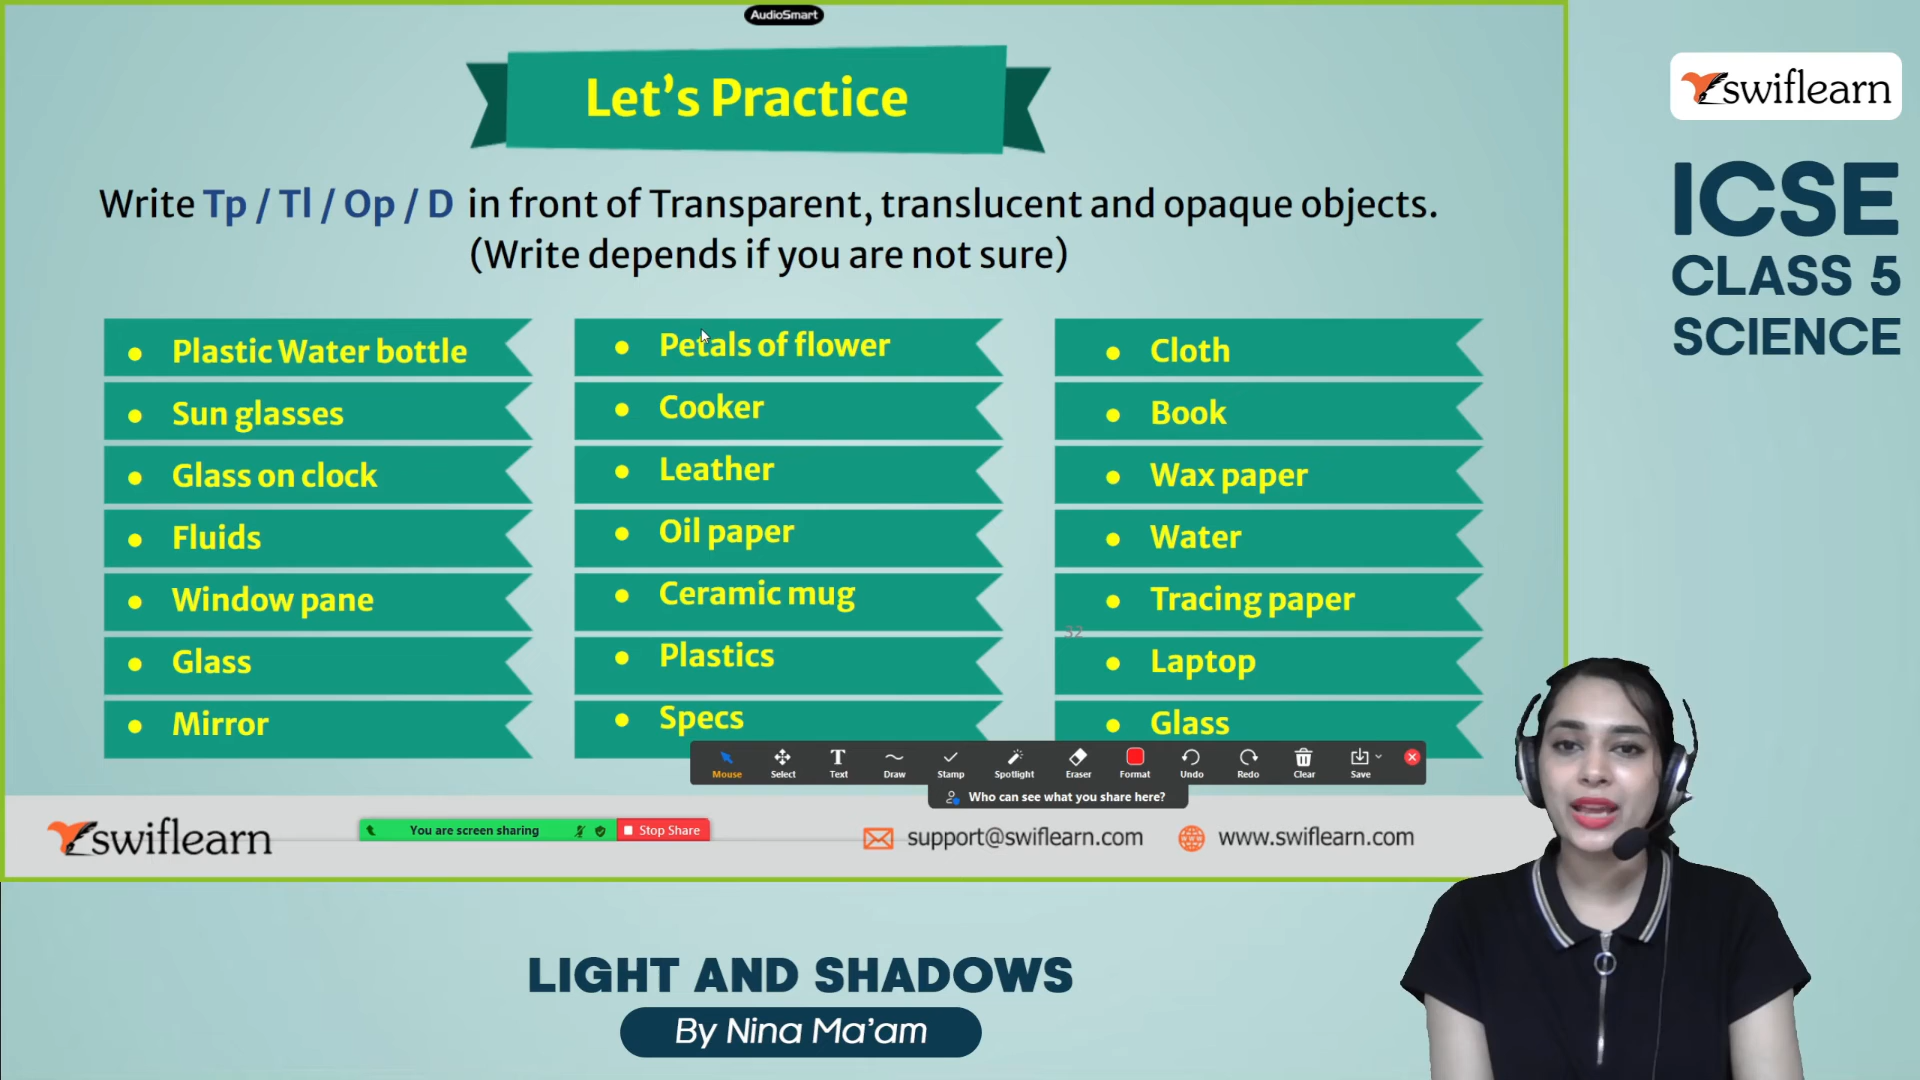 AudioSmart
Let's Practice
Write Tp / Tl / Op / D in front of Transparent, translucent and opaque objects.
(Write depends if you are not sure)
• Plastic Water bottle
• Sun glasses
• Glass on clock
• Fluids
• Window pane
• Glass
• Mirror
• Petals of flower
• Cooker
• Leather
• Oil paper
• Ceramic mug
• Plastics
• Specs
• Cloth
• Book
• Wax paper
• Water
• Tracing paper
32
• Laptop
• Glass
Mouse Select Text Draw Stamp Spotlight Eraser Format Undo Redo Clear Save
Who can see what you share here?
swiflearn
You are screen sharing Stop Share
support@swiflearn.com www.swiflearn.com
swiflearn
ICSE
CLASS 5
SCIENCE
LIGHT AND SHADOWS
By Nina Ma'am